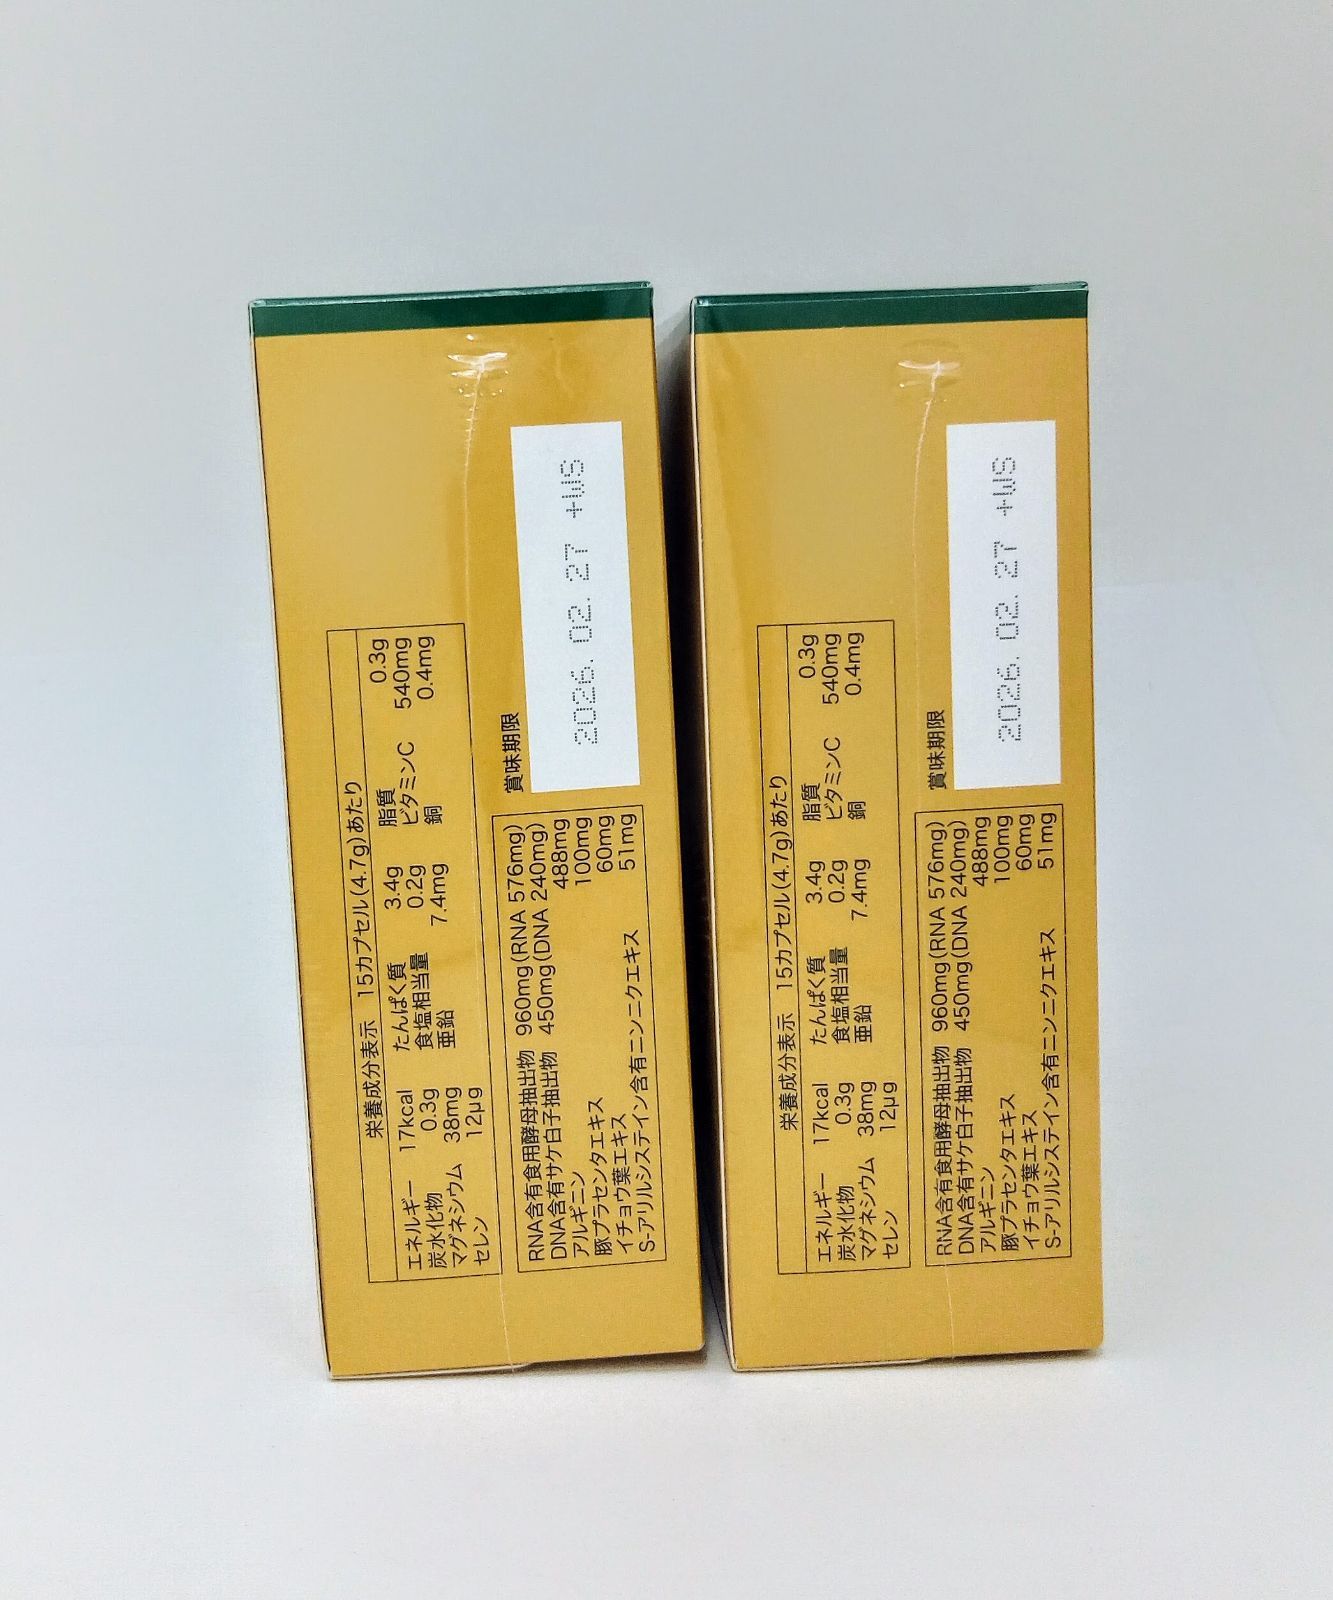 栄養成分表示 15カプセル(4.7g)あたり
エネルギー 17kcal たんぱく質 3.4g 脂質 0.3g
炭水化物 0.3g 食塩相当量 0.2g ビタミンC 540mg
マグネシウム 38mg 亜鉛 7.4mg 銅 0.4mg
セレン 12μg
RNA含有食用酵母抽出物 960mg(RNA 576mg)
DNA含有サケ白子抽出物 450mg(DNA 240mg)
アルギニン 488mg
豚プラセンタエキス 100mg
イチョウ葉エキス 60mg
S-アリルシステイン含有ニンニクエキス 51mg
賞味期限
2026.02.27 +WS
栄養成分表示 15カプセル(4.7g)あたり
エネルギー 17kcal たんぱく質 3.4g 脂質 0.3g
炭水化物 0.3g 食塩相当量 0.2g ビタミンC 540mg
マグネシウム 38mg 亜鉛 7.4mg 銅 0.4mg
セレン 12μg
RNA含有食用酵母抽出物 960mg(RNA 576mg)
DNA含有サケ白子抽出物 450mg(DNA 240mg)
アルギニン 488mg
豚プラセンタエキス 100mg
イチョウ葉エキス 60mg
S-アリルシステイン含有ニンニクエキス 51mg
賞味期限
2026.02.27 +WS